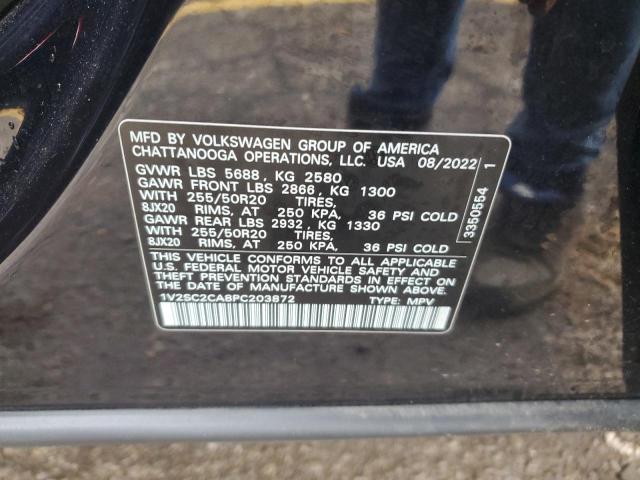 MFD BY VOLKSWAGEN GROUP OF AMERICA
CHATTANOOGA OPERATIONS, LLC. USA 08/2022
GVWR LBS 5688, KG 2580
GAWR FRONT LBS 2866, KG 1300
WITH 255/50R20 TIRES,
8JX20 RIMS, AT 250 KPA, 36 PSI COLD
GAWR REAR LBS 2932, KG 1330
WITH 255/50R20 TIRES,
8JX20 RIMS, AT 250 KPA, 36 PSI COLD
THIS VEHICLE CONFORMS TO ALL APPLICABLE
U.S. FEDERAL MOTOR VEHICLE SAFETY AND
THEFT PREVENTION STANDARDS IN EFFECT ON
THE DATE OF MANUFACTURE SHOWN ABOVE.
1V2SC2CA8PC203872 TYPE: MPV
3350554 1